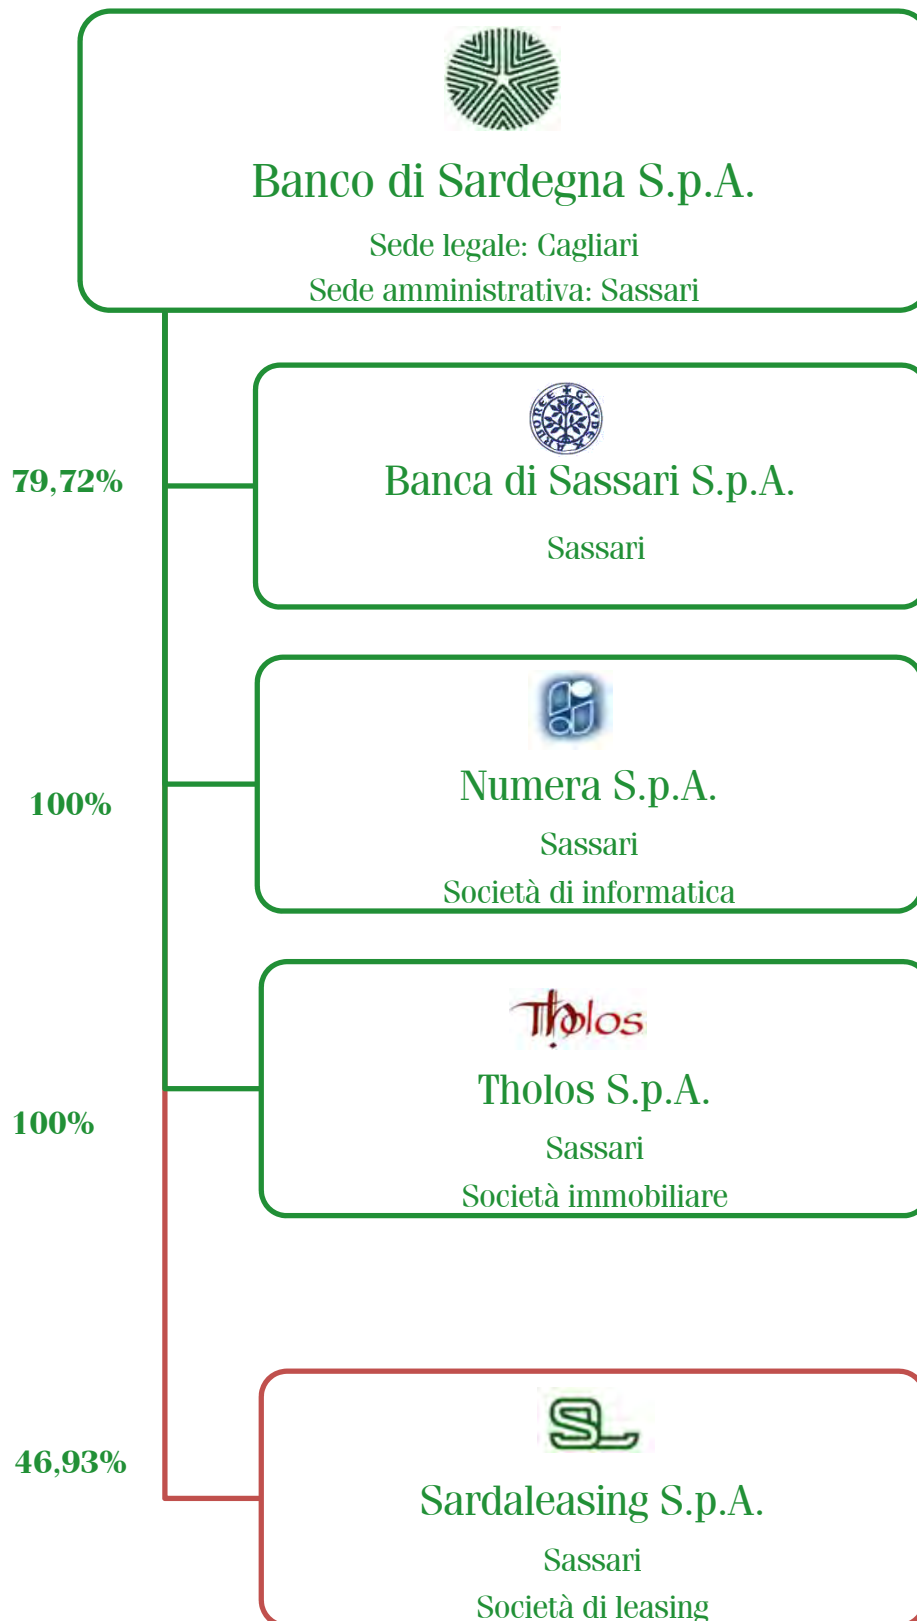 Banco di Sardegna S.p.A.
Sede legale: Cagliari
Sede amministrativa: Sassari
79,72%
Banca di Sassari S.p.A.
Sassari
100%
Numera S.p.A.
Sassari
Società di informatica
Tholos
100%
Tholos S.p.A.
Sassari
Società immobiliare
SL
46,93%
Sardaleasing S.p.A.
Sassari
Società di leasing